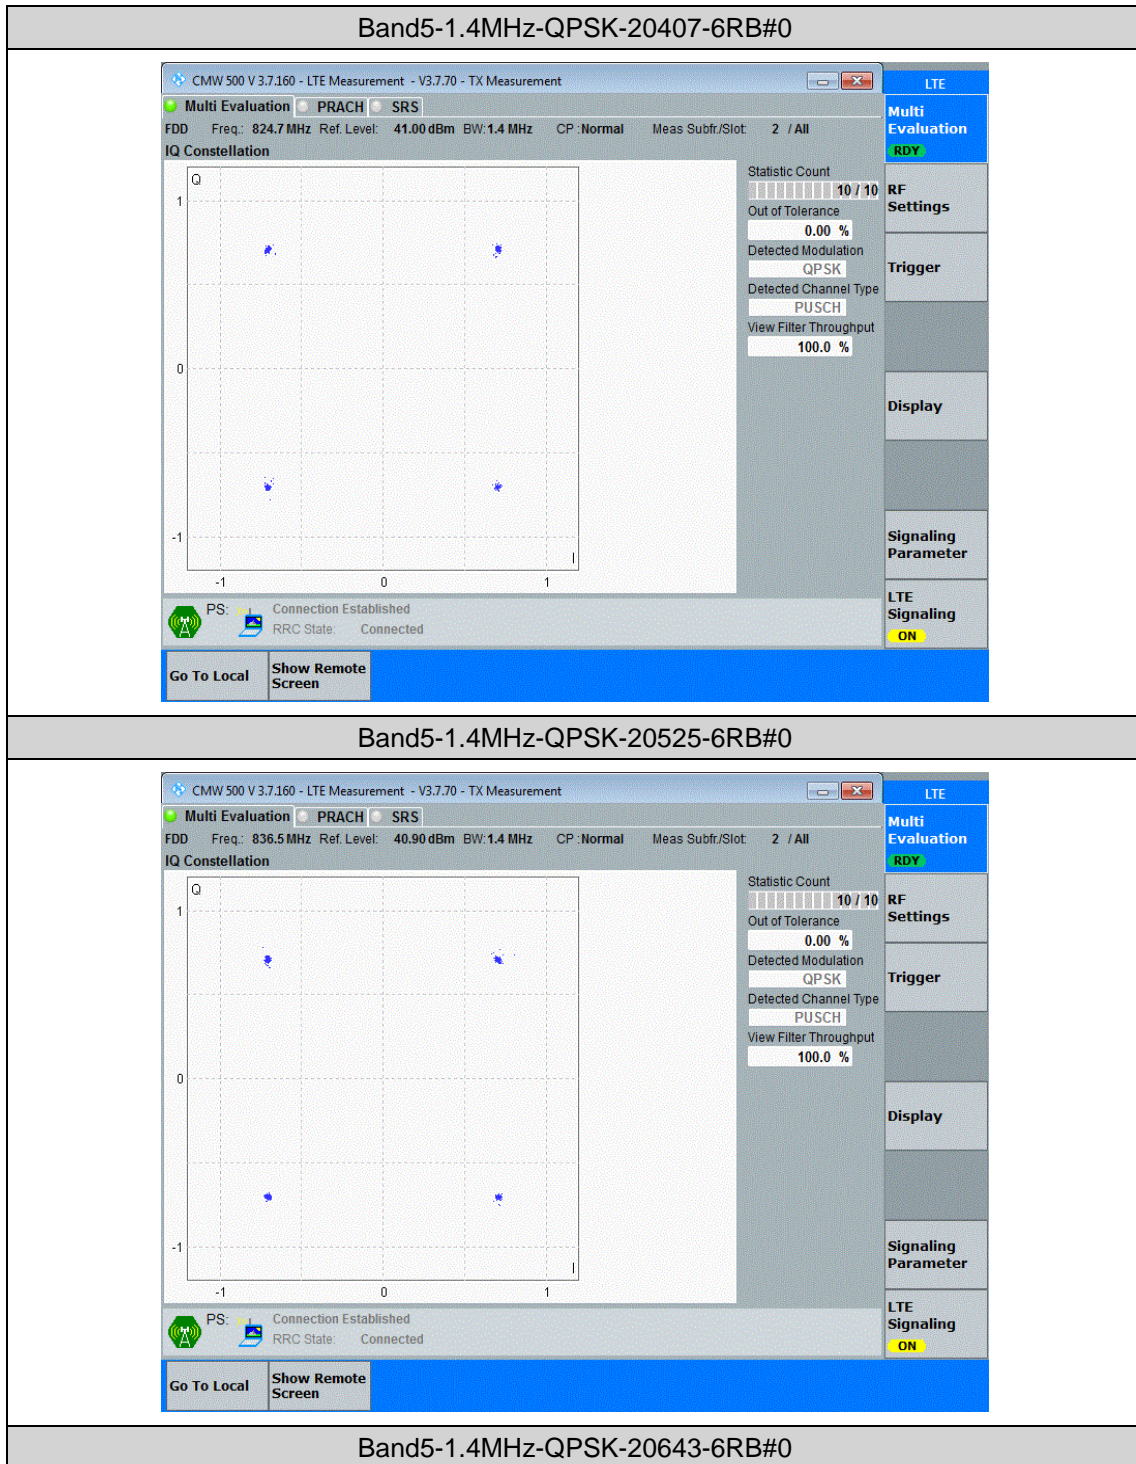 Band5-1.4MHz-QPSK-20407-6RB#0
CMW 500 V 3.7.160 - LTE Measurement - V3.7.70 - TX Measurement
LTE
Multi Evaluation PRACH SRS
Multi
Evaluation
RDY
FDD Freq.: 824.7 MHz Ref. Level: 41.00 dBm BW: 1.4 MHz CP : Normal Meas Subfr./Slot: 2 / All
IQ Constellation
Q
1
0
-1
I
-1 0 1
Statistic Count
10 / 10
Out of Tolerance
0.00 %
Detected Modulation
QPSK
Detected Channel Type
PUSCH
View Filter Throughput
100.0 %
RF
Settings
Trigger
Display
Signaling
Parameter
LTE
Signaling
ON
PS: Connection Established
RRC State: Connected
Go To Local
Show Remote
Screen
Band5-1.4MHz-QPSK-20525-6RB#0
CMW 500 V 3.7.160 - LTE Measurement - V3.7.70 - TX Measurement
LTE
Multi Evaluation PRACH SRS
Multi
Evaluation
RDY
FDD Freq.: 836.5 MHz Ref. Level: 40.90 dBm BW: 1.4 MHz CP : Normal Meas Subfr./Slot: 2 / All
IQ Constellation
Q
1
0
-1
I
-1 0 1
Statistic Count
10 / 10
Out of Tolerance
0.00 %
Detected Modulation
QPSK
Detected Channel Type
PUSCH
View Filter Throughput
100.0 %
RF
Settings
Trigger
Display
Signaling
Parameter
LTE
Signaling
ON
PS: Connection Established
RRC State: Connected
Go To Local
Show Remote
Screen
Band5-1.4MHz-QPSK-20643-6RB#0